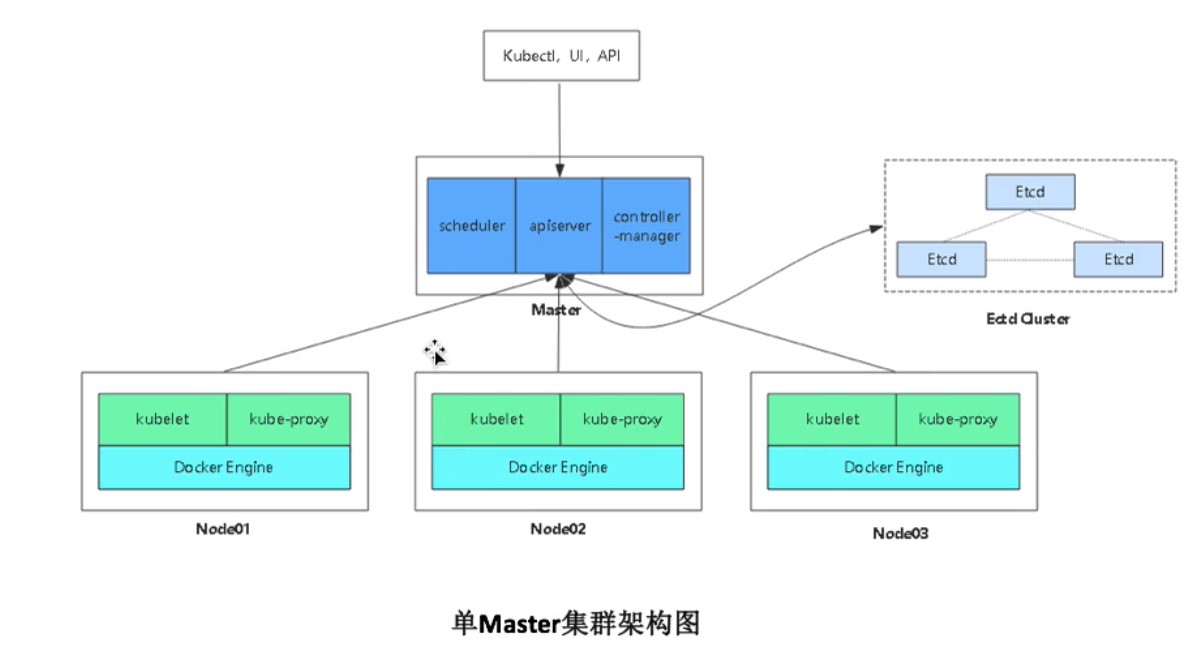 Kubectl, UI, API
scheduler
apiserver
controller
-manager
Master
Etcd
Etcd
Etcd
Ectd Cluster
kubelet
kube-proxy
Docker Engine
Node01
kubelet
kube-proxy
Docker Engine
Node02
kubelet
kube-proxy
Docker Engine
Node03
单Master集群架构图